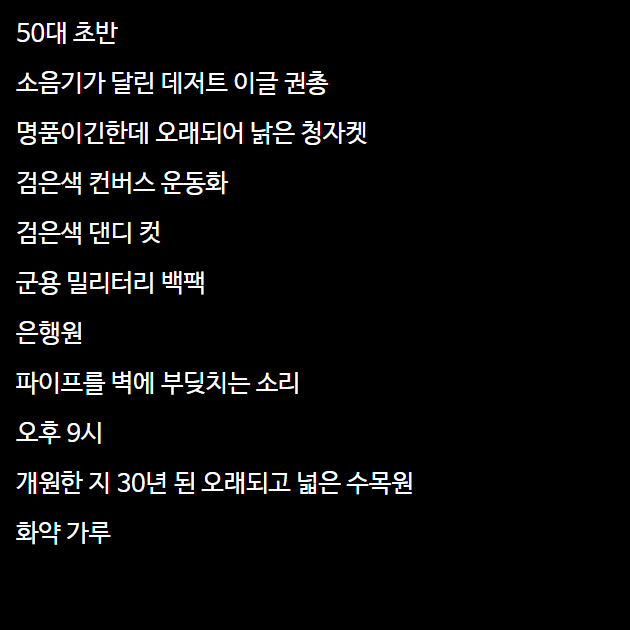 50대 초반
소음기가 달린 데저트 이글 권총
명품이긴한데 오래되어 낡은 청자켓
검은색 컨버스 운동화
검은색 댄디 컷
군용 밀리터리 백팩
은행원
파이프를 벽에 부딪치는 소리
오후 9시
개원한 지 30년 된 오래되고 넓은 수목원
화약 가루